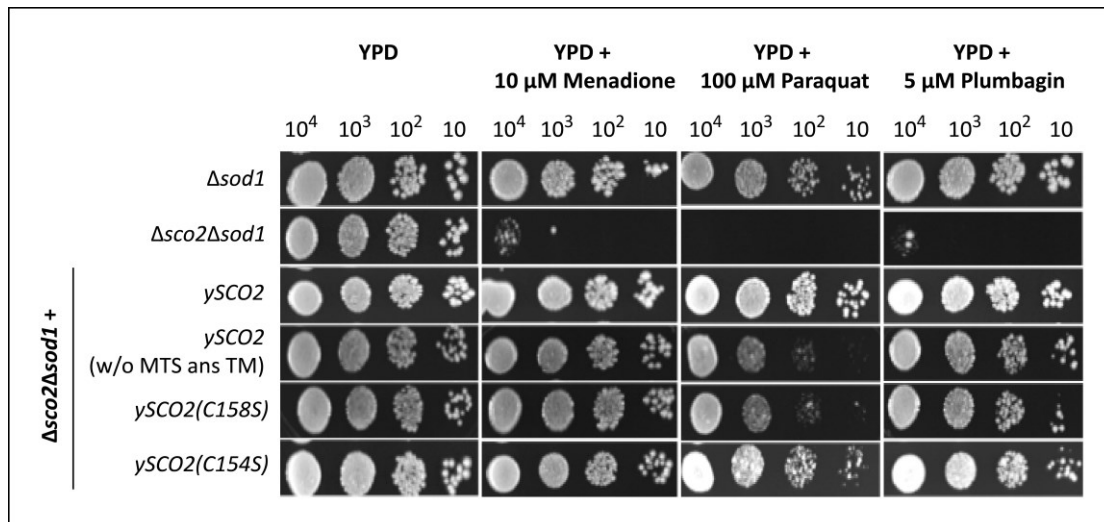 YPD
YPD +
10 µM Menadione
YPD +
100 µM Paraquat
YPD +
5 µM Plumbagin
10⁴ 10³ 10² 10 10⁴ 10³ 10² 10 10⁴ 10³ 10² 10 10⁴ 10³ 10² 10
Δsod1
Δsco2Δsod1
Δsco2Δsod1 +
ySCO2
ySCO2
(w/o MTS ans TM)
ySCO2(C158S)
ySCO2(C154S)